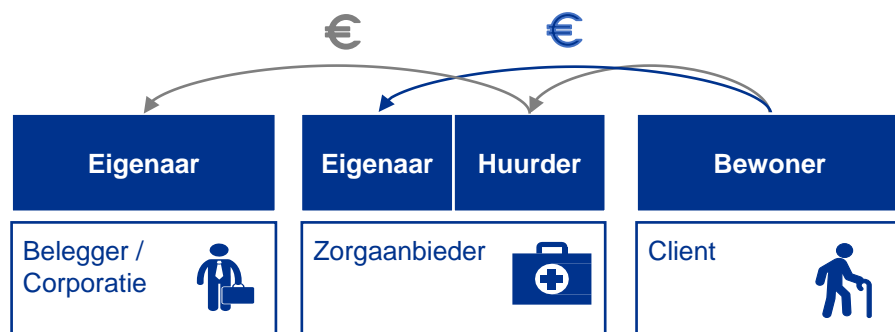 € €
Eigenaar Eigenaar Huurder Bewoner
Belegger /
Corporatie
Zorgaanbieder
Client